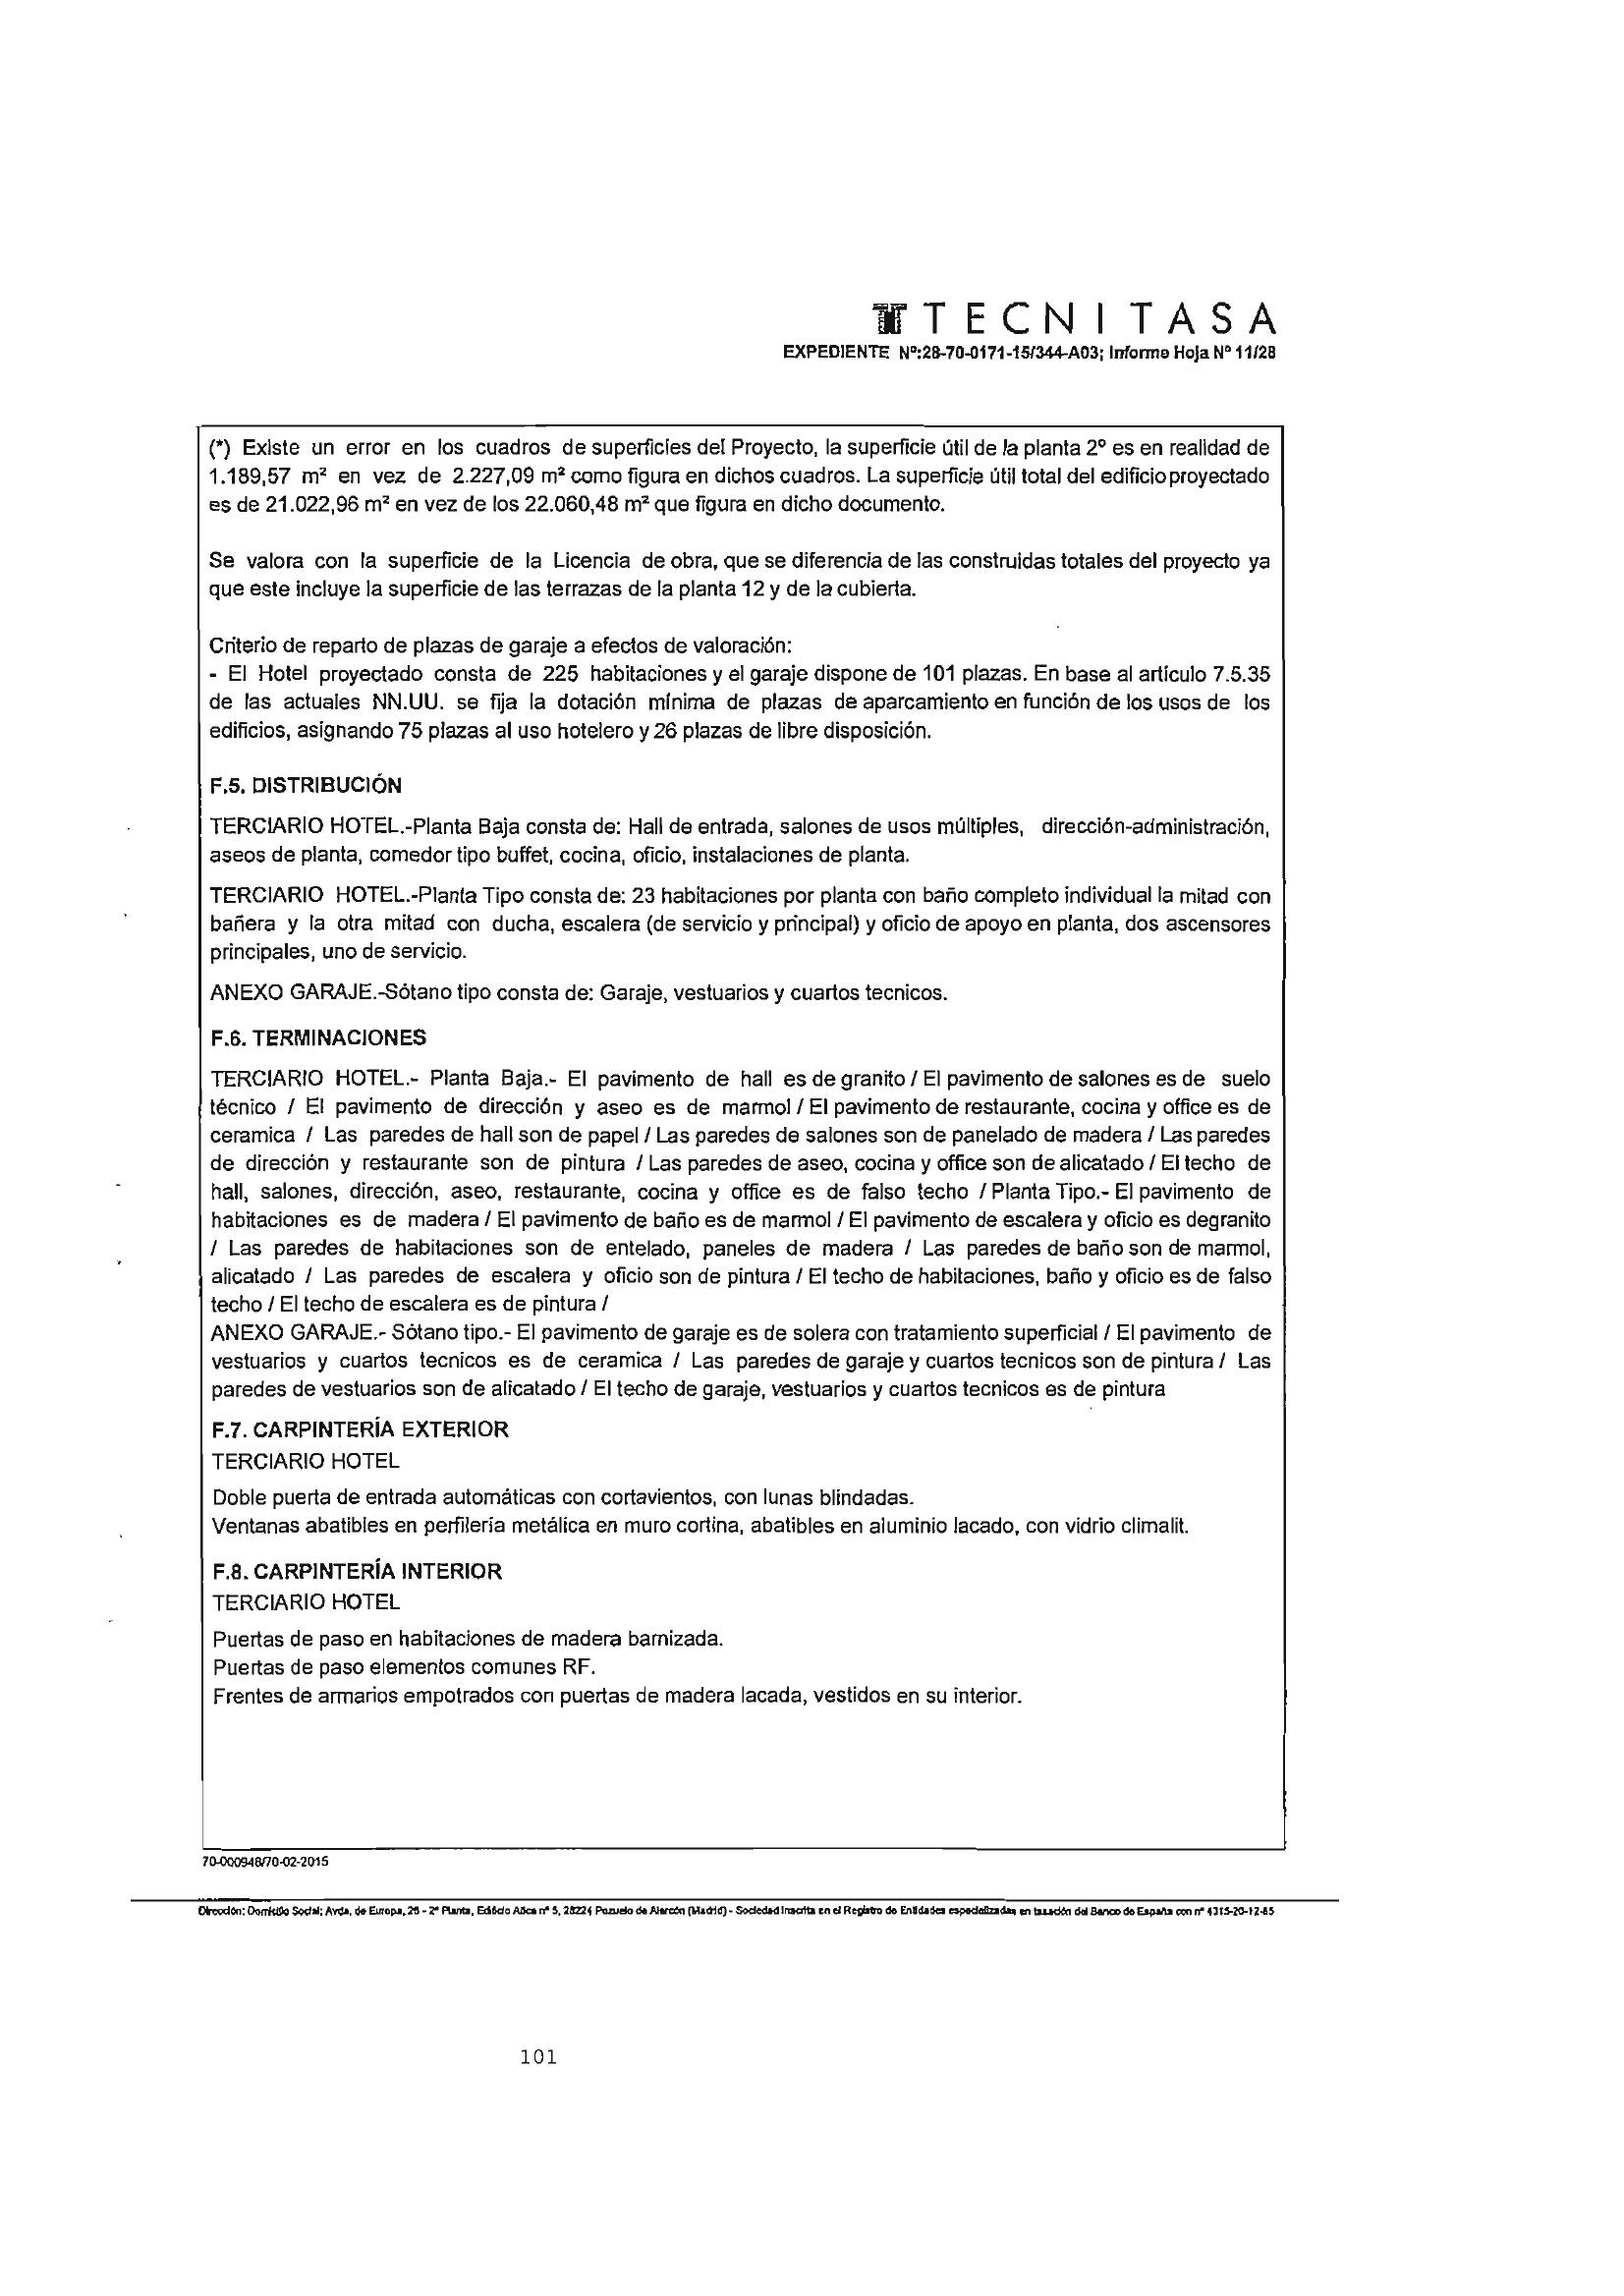 TECNITASA
EXPEDIENTE Nº:28-70-0171-15/344-A03; Informe Hoja Nº 11/28
(*) Existe un error en los cuadros de superficies del Proyecto, la superficie útil de la planta 2º es en realidad de
1.189,57 m² en vez de 2.227,09 m² como figura en dichos cuadros. La superficie útil total del edificio proyectado
es de 21.022,96 m² en vez de los 22.060,48 m² que figura en dicho documento.
Se valora con la superficie de la Licencia de obra, que se diferencia de las construidas totales del proyecto ya
que este incluye la superficie de las terrazas de la planta 12 y de la cubierta.
Criterio de reparto de plazas de garaje a efectos de valoración:
- El Hotel proyectado consta de 225 habitaciones y el garaje dispone de 101 plazas. En base al artículo 7.5.35
de las actuales NN.UU. se fija la dotación mínima de plazas de aparcamiento en función de los usos de los
edificios, asignando 75 plazas al uso hotelero y 26 plazas de libre disposición.
F.5. DISTRIBUCIÓN
TERCIARIO HOTEL.-Planta Baja consta de: Hall de entrada, salones de usos múltiples, dirección-administración,
aseos de planta, comedor tipo buffet, cocina, oficio, instalaciones de planta.
TERCIARIO HOTEL.-Planta Tipo consta de: 23 habitaciones por planta con baño completo individual la mitad con
bañera y la otra mitad con ducha, escalera (de servicio y principal) y oficio de apoyo en planta, dos ascensores
principales, uno de servicio.
ANEXO GARAJE.-Sótano tipo consta de: Garaje, vestuarios y cuartos tecnicos.
F.6. TERMINACIONES
TERCIARIO HOTEL.- Planta Baja.- El pavimento de hall es de granito / El pavimento de salones es de suelo
técnico / El pavimento de dirección y aseo es de marmol / El pavimento de restaurante, cocina y office es de
ceramica / Las paredes de hall son de papel / Las paredes de salones son de panelado de madera / Las paredes
de dirección y restaurante son de pintura / Las paredes de aseo, cocina y office son de alicatado / El techo de
hall, salones, dirección, aseo, restaurante, cocina y office es de falso techo / Planta Tipo.- El pavimento de
habitaciones es de madera / El pavimento de baño es de marmol / El pavimento de escalera y oficio es degranito
/ Las paredes de habitaciones son de entelado, paneles de madera / Las paredes de baño son de marmol,
alicatado / Las paredes de escalera y oficio son de pintura / El techo de habitaciones, baño y oficio es de falso
techo / El techo de escalera es de pintura /
ANEXO GARAJE.- Sótano tipo.- El pavimento de garaje es de solera con tratamiento superficial / El pavimento de
vestuarios y cuartos tecnicos es de ceramica / Las paredes de garaje y cuartos tecnicos son de pintura / Las
paredes de vestuarios son de alicatado / El techo de garaje, vestuarios y cuartos tecnicos es de pintura
F.7. CARPINTERÍA EXTERIOR
TERCIARIO HOTEL
Doble puerta de entrada automáticas con cortavientos, con lunas blindadas.
Ventanas abatibles en perfilería metálica en muro cortina, abatibles en aluminio lacado, con vidrio climalit.
F.8. CARPINTERÍA INTERIOR
TERCIARIO HOTEL
Puertas de paso en habitaciones de madera barnizada.
Puertas de paso elementos comunes RF.
Frentes de armarios empotrados con puertas de madera lacada, vestidos en su interior.
70-000948/70-02-2015
Dirección: Domicilio Social: Avda. de Europa, 26 - 2ª Planta, Edificio Ática nº 5, 28224 Pozuelo de Alarcón (Madrid) - Sociedad Inscrita en el Registro de Entidades especializadas en tasación del Banco de España con nº 4315-20-12-85
101